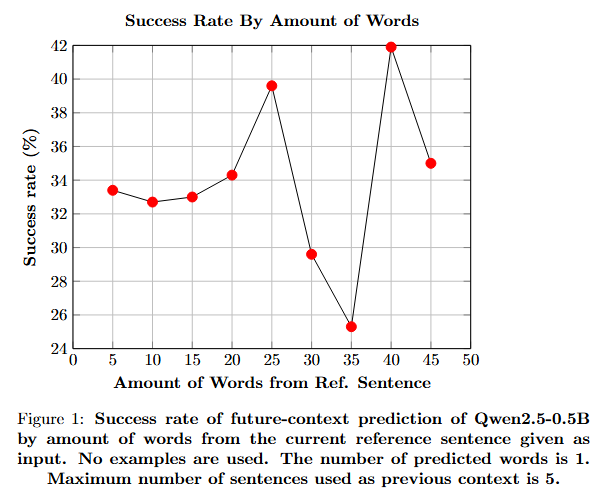 Success Rate By Amount of Words
42
40
38
36
34
32
30
28
26
24
Success rate (%)
0 5 10 15 20 25 30 35 40 45 50
Amount of Words from Ref. Sentence
Figure 1: Success rate of future-context prediction of Qwen2.5-0.5B
by amount of words from the current reference sentence given as
input. No examples are used. The number of predicted words is 1.
Maximum number of sentences used as previous context is 5.